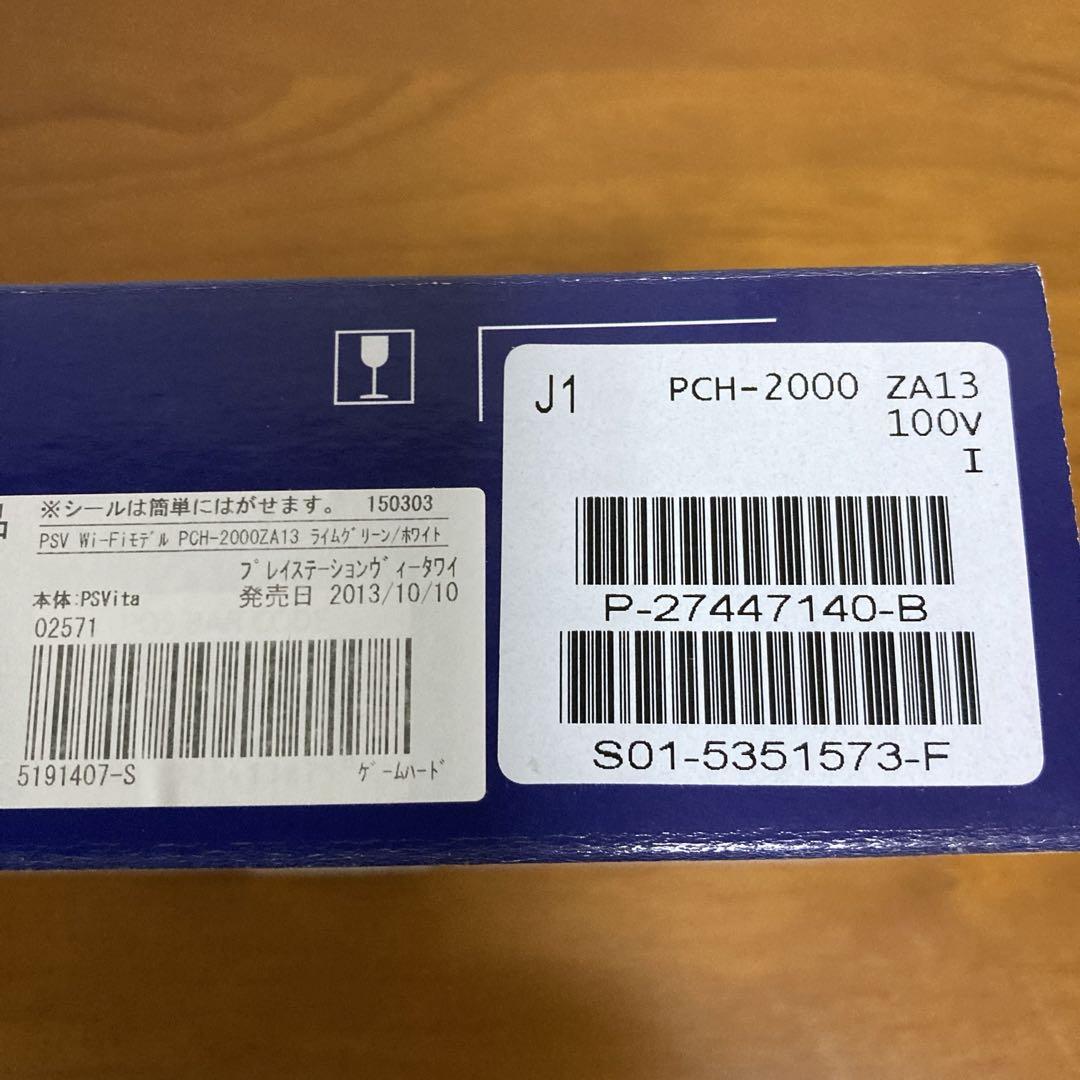 J1 PCH-2000 ZA13
100V
I
P-27447140-B
S01-5351573-F
品
※シールは簡単にはがせます。 150303
PSV Wi-Fiモデル PCH-2000ZA13 ライムグリーン/ホワイト
プレイステーションヴィータワイ
本体:PSVita 発売日 2013/10/10
02571
5191407-S ゲームハード